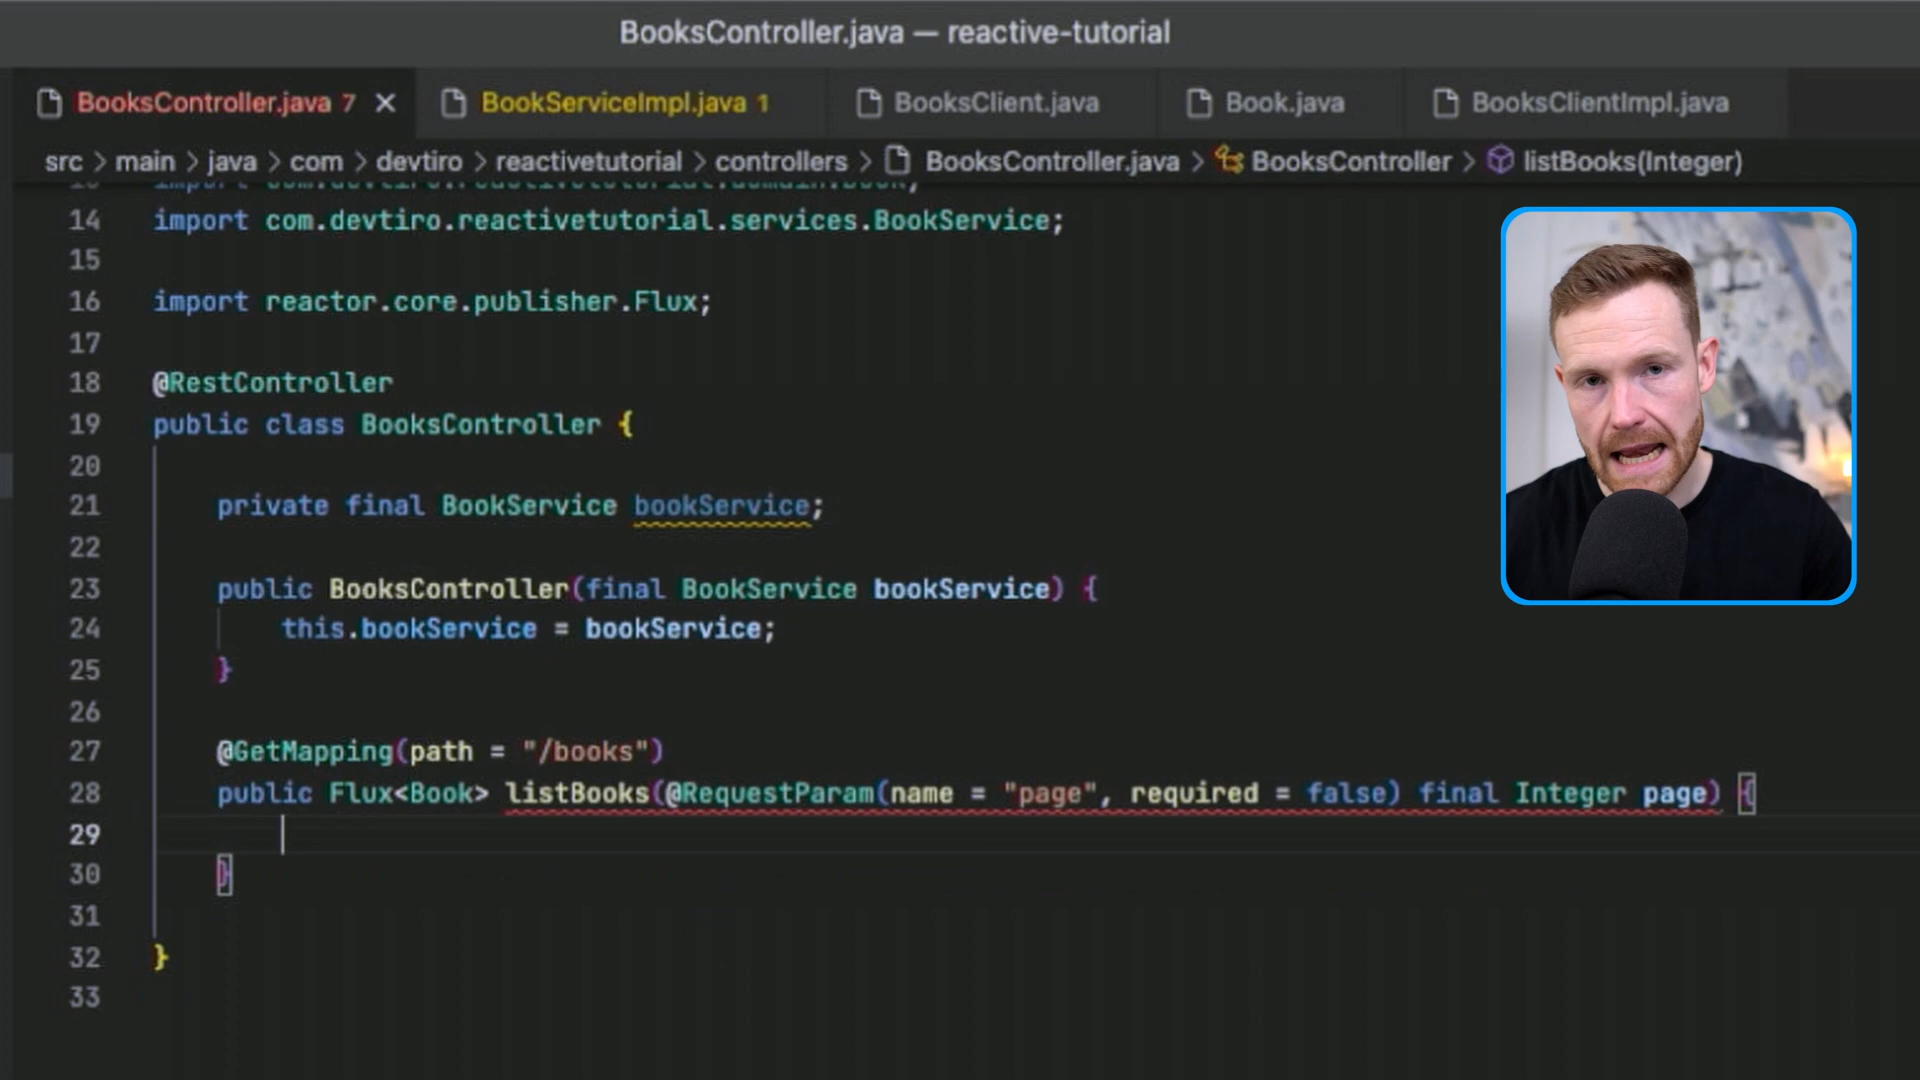 BooksController.java — reactive-tutorial
BooksController.java 7
BookServiceImpl.java 1
BooksClient.java
Book.java
BooksClientImpl.java
src > main > java > com > devtiro > reactivetutorial > controllers > BooksController.java > BooksController > listBooks(Integer)
14 import com.devtiro.reactivetutorial.services.BookService;
15
16 import reactor.core.publisher.Flux;
17
18 @RestController
19 public class BooksController {
20
21 private final BookService bookService;
22
23 public BooksController(final BookService bookService) {
24 this.bookService = bookService;
25 }
26
27 @GetMapping(path = "/books")
28 public Flux<Book> listBooks(@RequestParam(name = "page", required = false) final Integer page) {
29
30 }
31
32 }
33